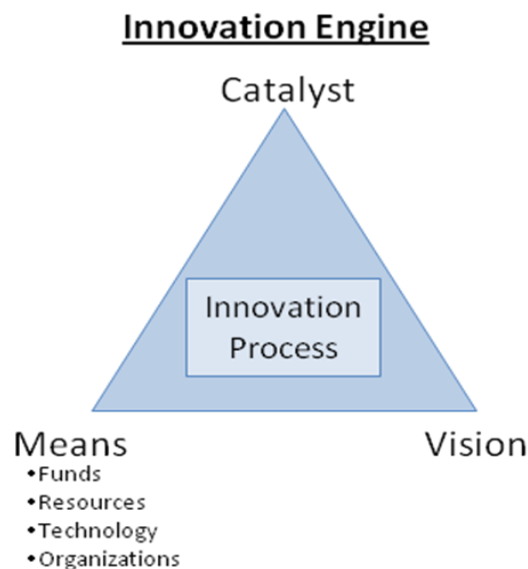 Innovation Engine
Catalyst
Innovation
Process
Means
•Funds
•Resources
•Technology
•Organizations
Vision